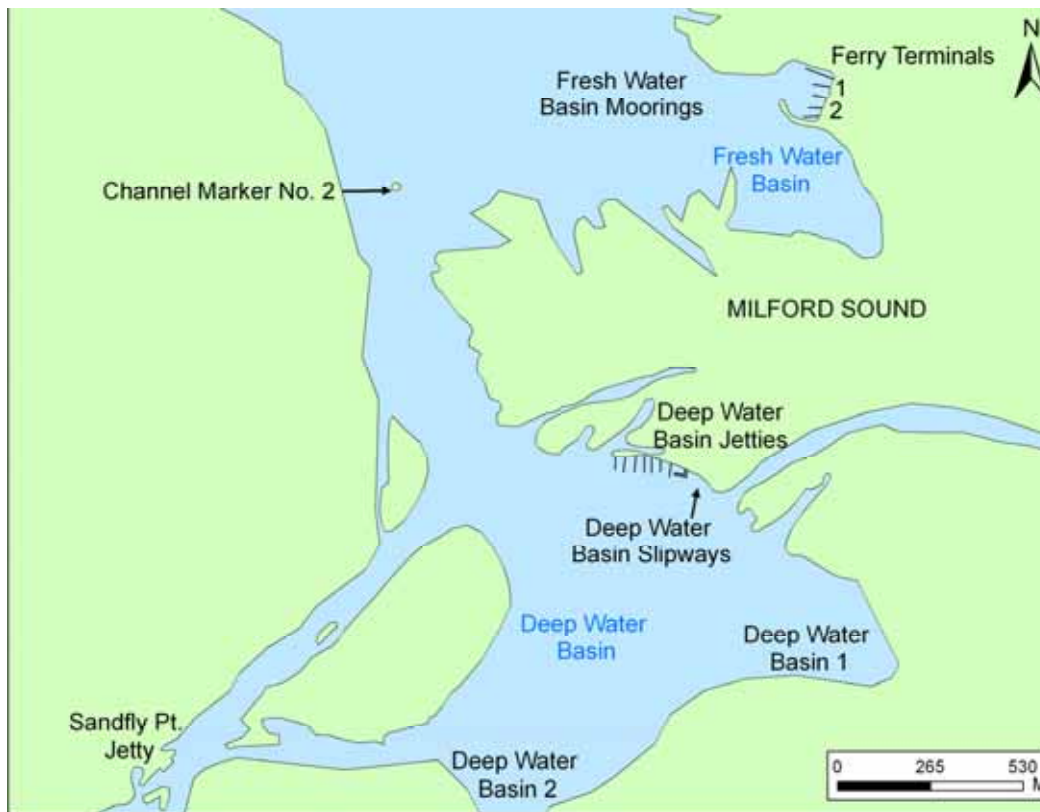 N
Ferry Terminals
1
2
Fresh Water
Basin Moorings
Fresh Water
Basin
Channel Marker No. 2
MILFORD SOUND
Deep Water
Basin Jetties
Deep Water
Basin Slipways
Deep Water
Basin
Deep Water
Basin 1
Sandfly Pt.
Jetty
Deep Water
Basin 2
0 265 530
M